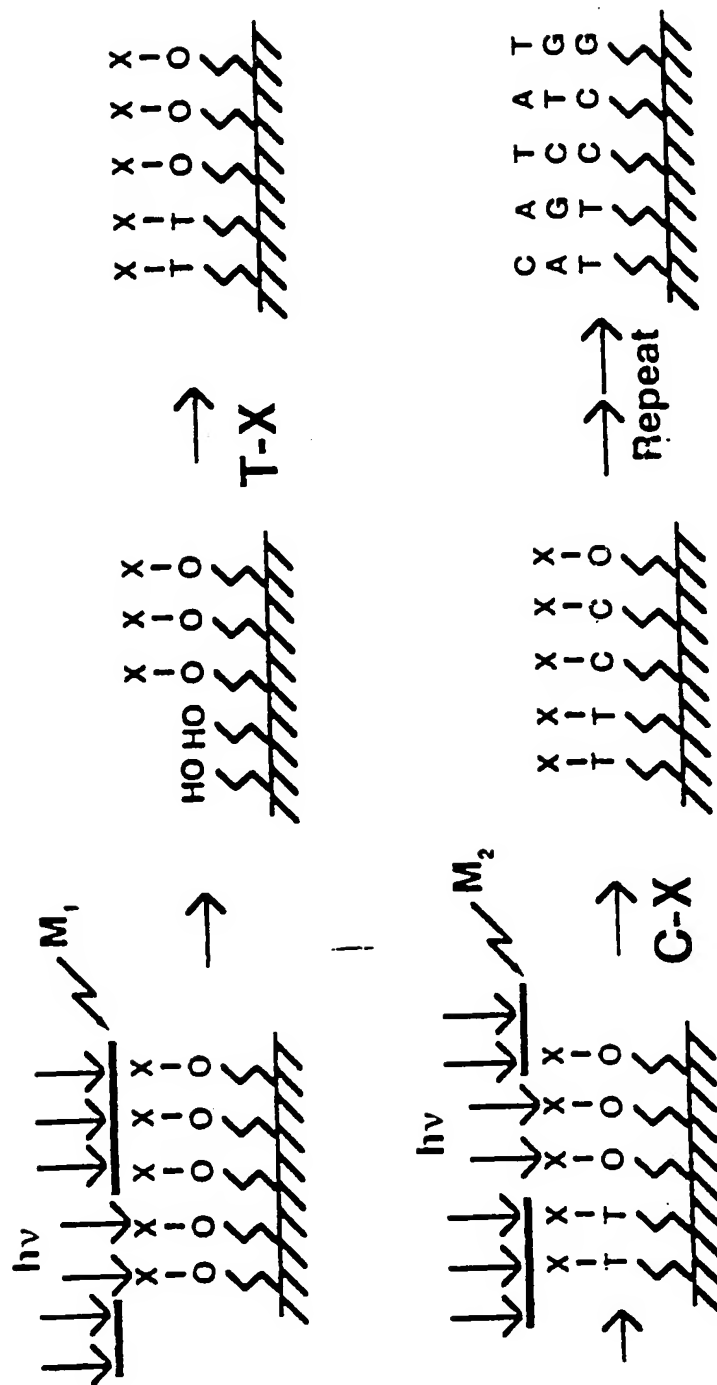 hν
M₁
X X X X X
O O O O O
X X X
HO HO O O O
T-X
X X X X X
T T O O O
hν
M₂
X X X X X
T T O O O
C-X
X X X X X
T T C C O
Repeat
C A T A T
A G C T G
T T C C G